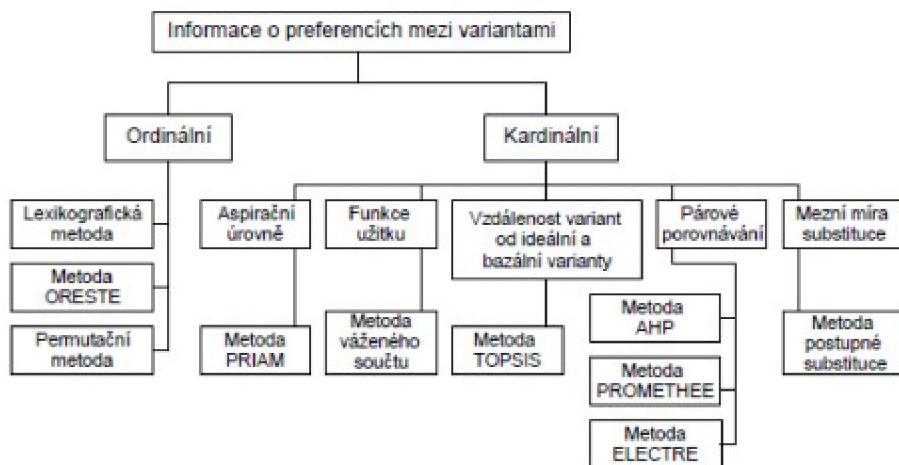 Informace o preferencích mezi variantami
Ordinální
Kardinální
Lexikografická
metoda
Metoda
ORESTE
Permutační
metoda
Aspirační
úrovně
Metoda
PRIAM
Funkce
užitku
Metoda
váženého
součtu
Vzdálenost variant
od ideální a
bazální varianty
Metoda
TOPSIS
Párové
porovnávání
Metoda
AHP
Metoda
PROMETHEE
Metoda
ELECTRE
Mezní míra
substituce
Metoda
postupné
substituce